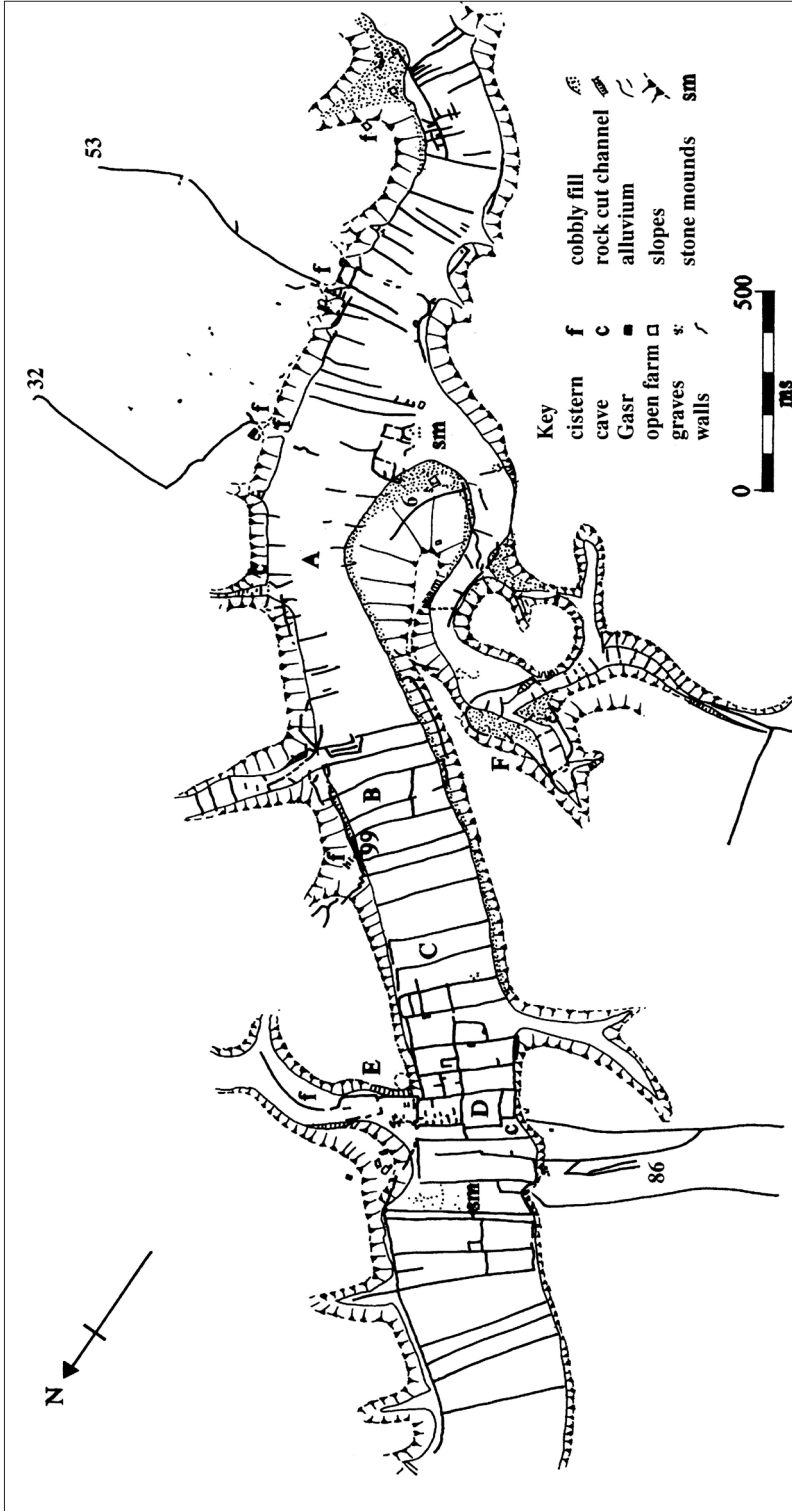 N
53
32
f
f
f
f
f
A
c
sm
6
B
99
f
F
C
E
f
D
c
sm
86
Key
cistern f
cave c
Gasr
open farm
graves
walls
cobbly fill
rock cut channel
alluvium
slopes
stone mounds sm
0 500
ms